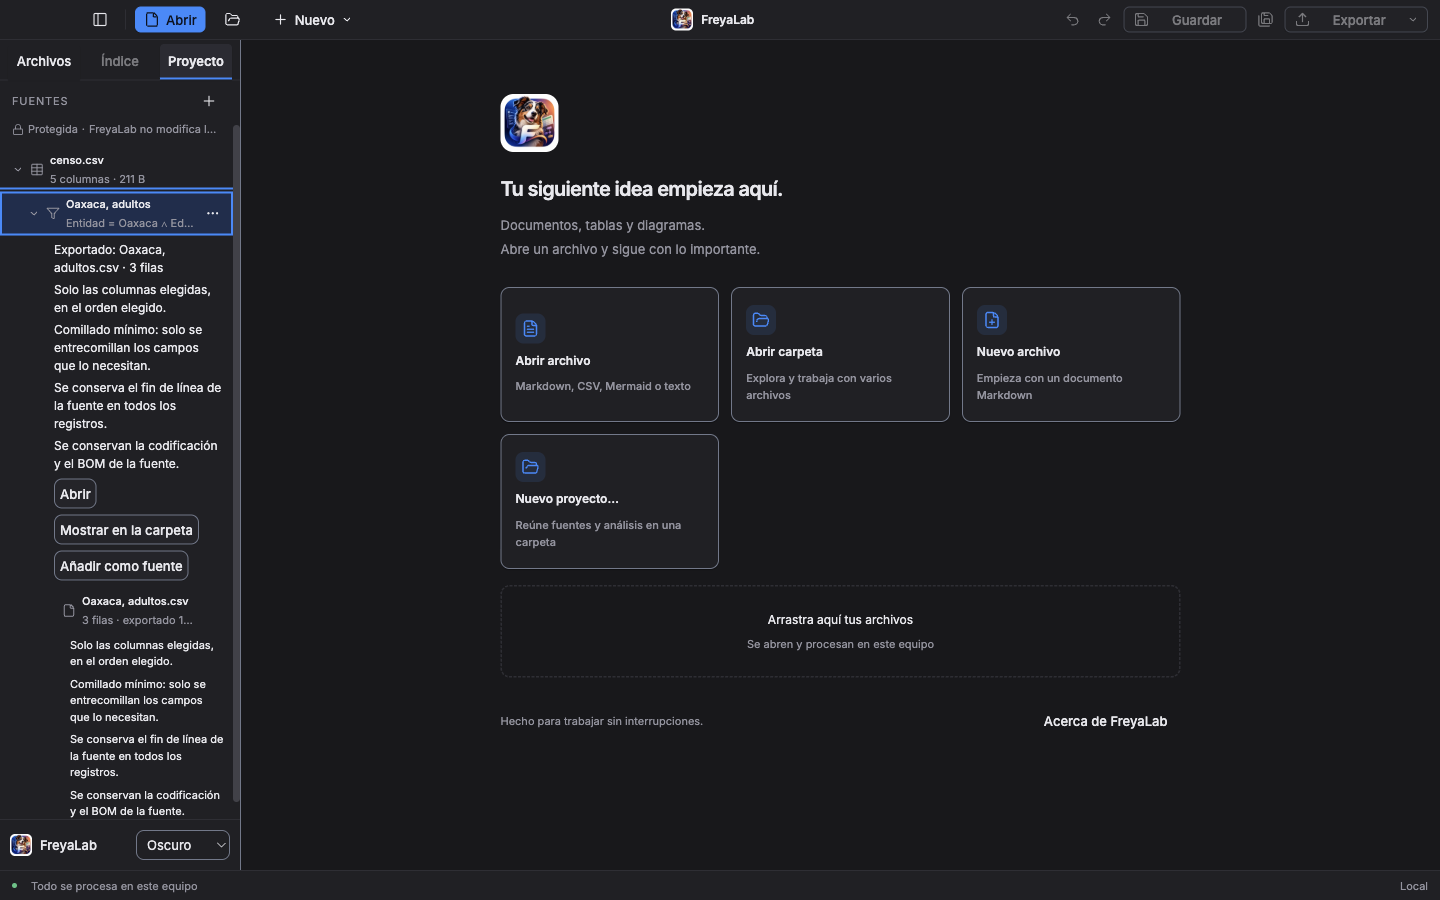 Abrir
Nuevo
FreyaLab
Guardar
Exportar
Archivos
Índice
Proyecto
FUENTES
Protegida · FreyaLab no modifica l...
censo.csv
5 columnas · 211 B
Oaxaca, adultos
Entidad = Oaxaca ∧ Ed...
Exportado: Oaxaca,
adultos.csv · 3 filas
Solo las columnas elegidas,
en el orden elegido.
Comillado mínimo: solo se
entrecomillan los campos
que lo necesitan.
Se conserva el fin de línea de
la fuente en todos los
registros.
Se conservan la codificación
y el BOM de la fuente.
Abrir
Mostrar en la carpeta
Añadir como fuente
Oaxaca, adultos.csv
3 filas · exportado 1...
Solo las columnas elegidas,
en el orden elegido.
Comillado mínimo: solo se
entrecomillan los campos
que lo necesitan.
Se conserva el fin de línea de
la fuente en todos los
registros.
Se conservan la codificación
y el BOM de la fuente.
FreyaLab
Oscuro
Tu siguiente idea empieza aquí.
Documentos, tablas y diagramas.
Abre un archivo y sigue con lo importante.
Abrir archivo
Markdown, CSV, Mermaid o texto
Abrir carpeta
Explora y trabaja con varios
archivos
Nuevo archivo
Empieza con un documento
Markdown
Nuevo proyecto...
Reúne fuentes y análisis en una
carpeta
Arrastra aquí tus archivos
Se abren y procesan en este equipo
Hecho para trabajar sin interrupciones.
Acerca de FreyaLab
Todo se procesa en este equipo
Local